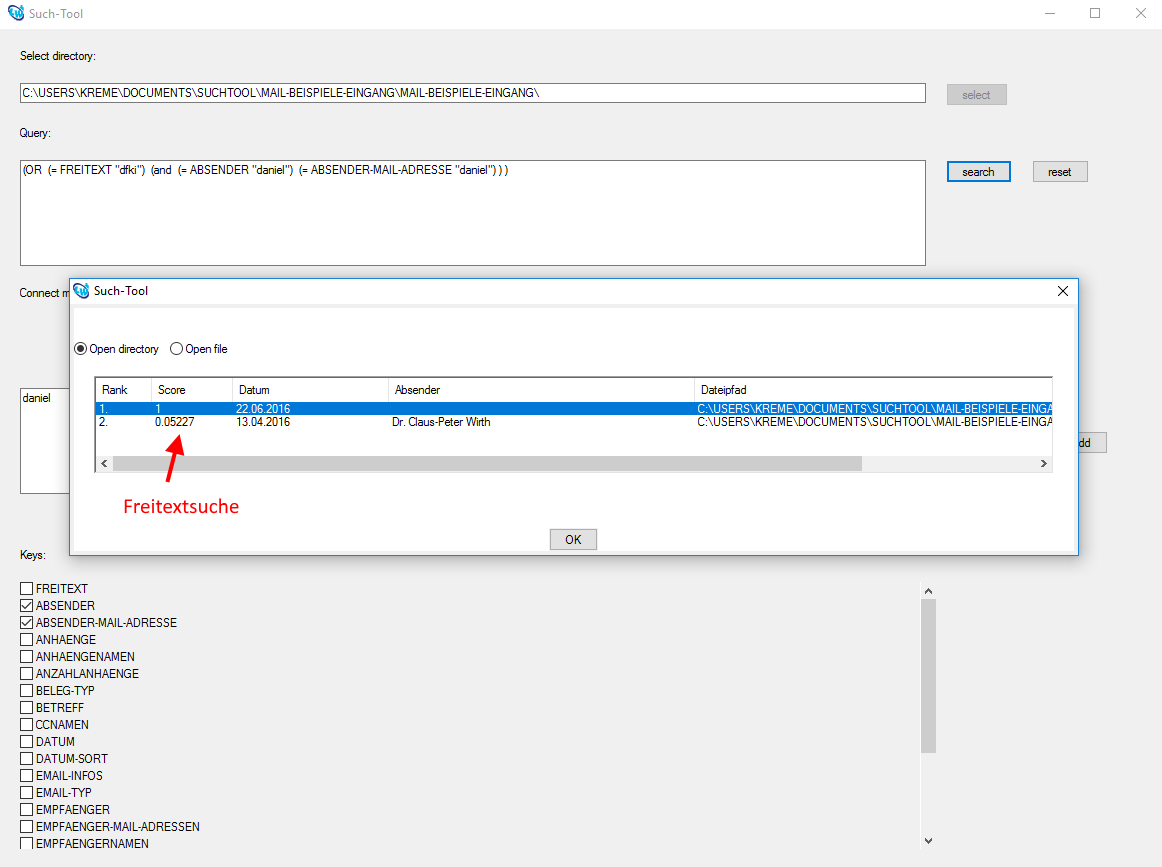 Such-Tool
Select directory:
C:\USERS\KREME\DOCUMENTS\SUCHTOOL\MAIL-BEISPIELE-EINGANG\MAIL-BEISPIELE-EINGANG\
select
Query:
(OR (= FREITEXT "dfki") (and (= ABSENDER "daniel") (= ABSENDER-MAIL-ADRESSE "daniel") ) )
search
reset
Connect m
Such-Tool
Open directory
Open file
Rank Score Datum Absender Dateipfad
1. 1 22.06.2016 C:\USERS\KREME\DOCUMENTS\SUCHTOOL\MAIL-BEISPIELE-EINGA
2. 0.05227 13.04.2016 Dr. Claus-Peter Wirth C:\USERS\KREME\DOCUMENTS\SUCHTOOL\MAIL-BEISPIELE-EINGA
daniel
dd
Freitextsuche
OK
Keys:
FREITEXT
ABSENDER
ABSENDER-MAIL-ADRESSE
ANHAENGE
ANHAENGENAMEN
ANZAHLANHAENGE
BELEG-TYP
BETREFF
CCNAMEN
DATUM
DATUM-SORT
EMAIL-INFOS
EMAIL-TYP
EMPFAENGER
EMPFAENGER-MAIL-ADRESSEN
EMPFAENGERNAMEN